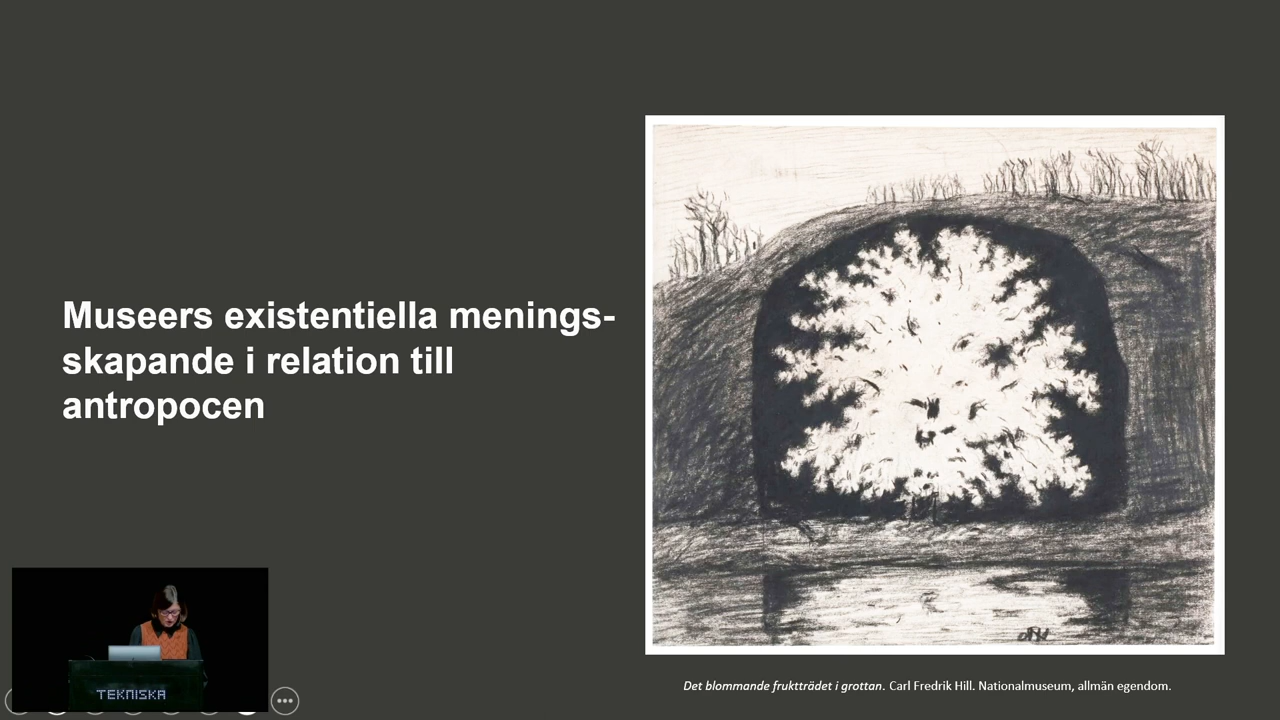 Museers existentiella menings-
skapande i relation till
antropocen
TEKNISKA
Det blommande fruktträdet i grottan. Carl Fredrik Hill. Nationalmuseum, allmän egendom.